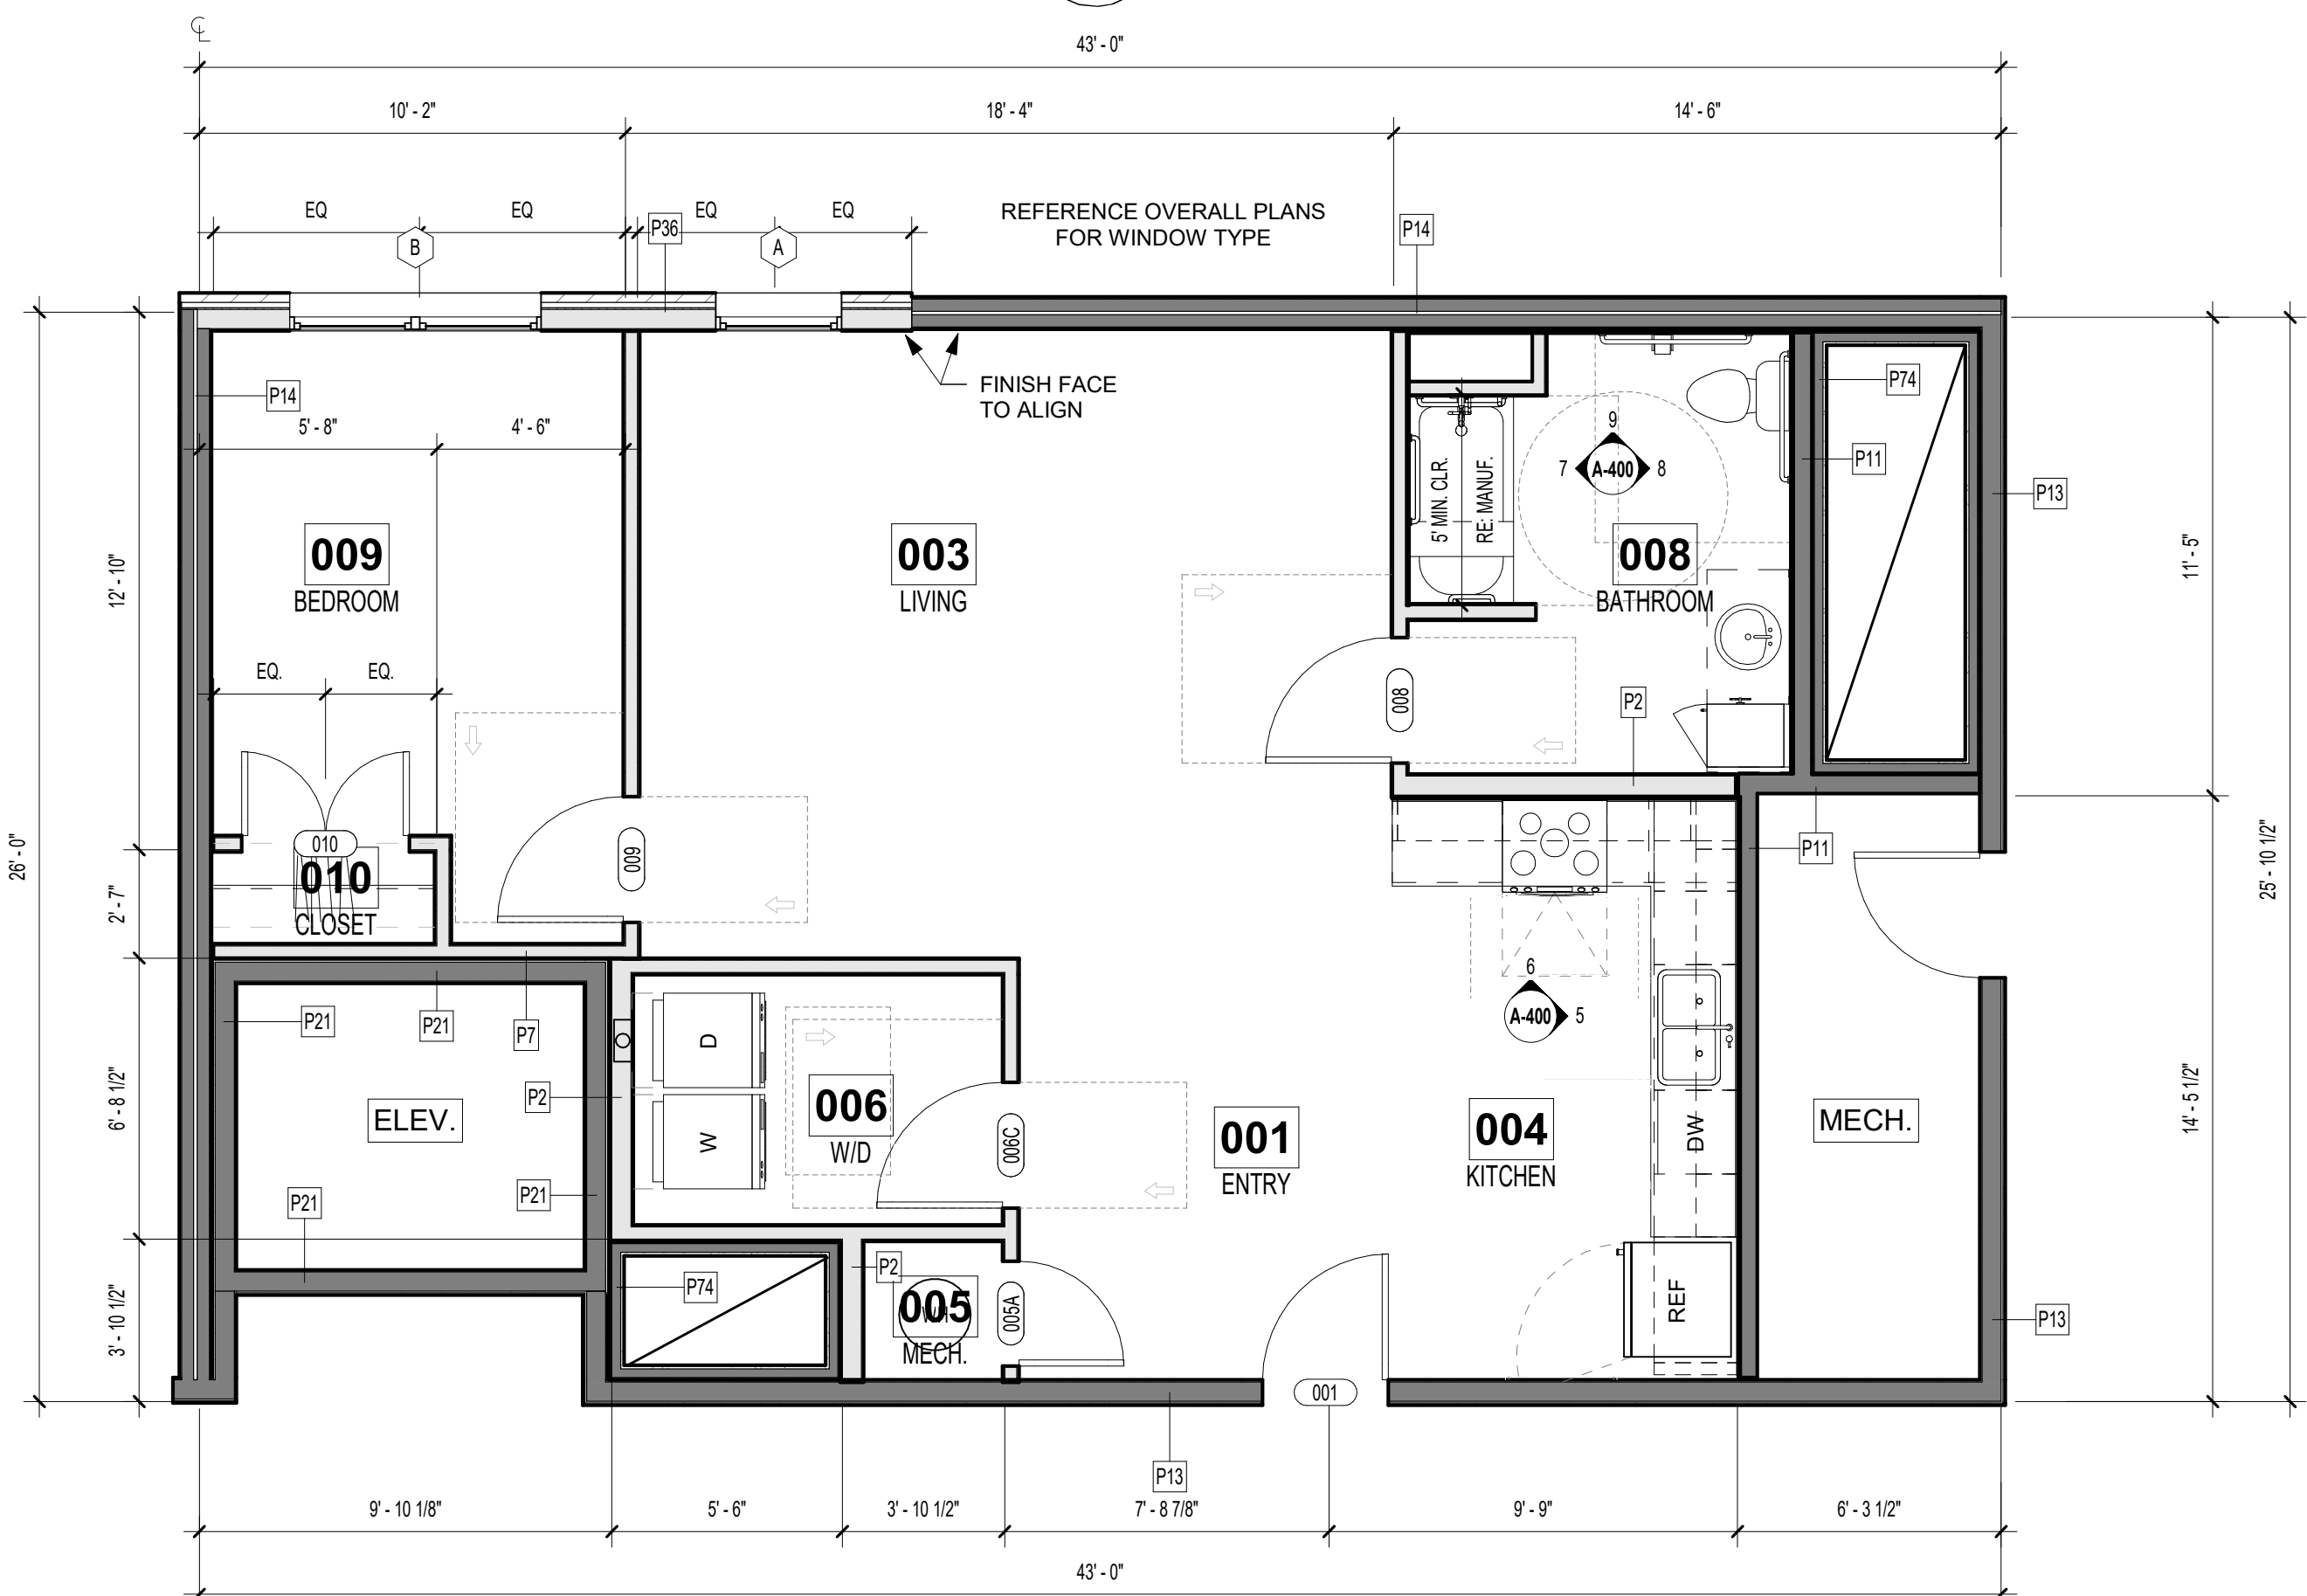 43' - 0"
10' - 2"
18' - 4"
14' - 6"
EQ
EQ
EQ
EQ
P36
B
A
REFERENCE OVERALL PLANS
FOR WINDOW TYPE
P14
FINISH FACE
TO ALIGN
P14
5' - 8"
4' - 6"
P74
P11
P13
9
7
A-400
8
5' MIN. CLR.
RE: MANUF.
009
BEDROOM
003
LIVING
008
BATHROOM
12' - 10"
11' - 5"
EQ.
EQ.
008
P2
26' - 0"
2' - 7"
010
010
CLOSET
009
P11
25' - 10 1/2"
6
A-400
5
P21
P21
P7
D
P2
6' - 8 1/2"
ELEV.
006
W/D
W
006C
001
ENTRY
004
KITCHEN
DW
MECH.
14' - 5 1/2"
P21
P21
P2
P74
005
WH
MECH.
005A
REF
P13
3' - 10 1/2"
001
P13
9' - 10 1/8"
5' - 6"
3' - 10 1/2"
7' - 8 7/8"
9' - 9"
6' - 3 1/2"
43' - 0"